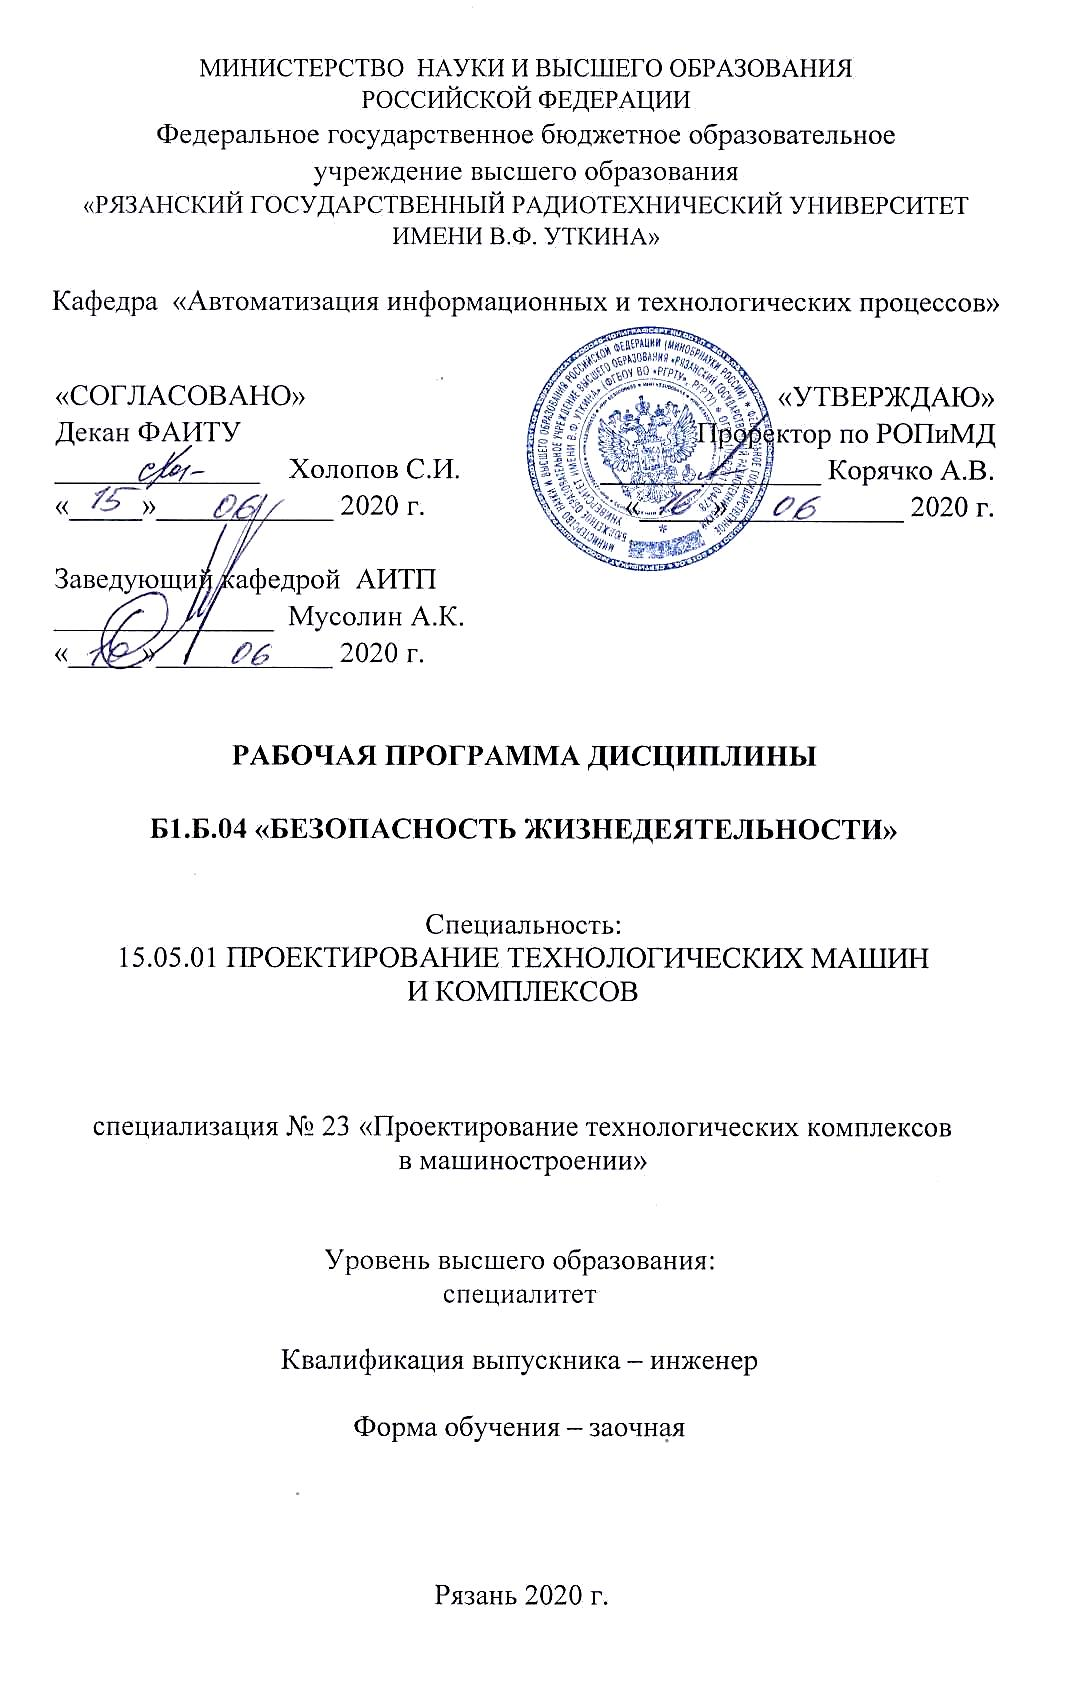 МИНИСТЕРСТВО НАУКИ И ВЫСШЕГО ОБРАЗОВАНИЯ
РОССИЙСКОЙ ФЕДЕРАЦИИ
Федеральное государственное бюджетное образовательное
учреждение высшего образования
«РЯЗАНСКИЙ ГОСУДАРСТВЕННЫЙ РАДИОТЕХНИЧЕСКИЙ УНИВЕРСИТЕТ
ИМЕНИ В.Ф. УТКИНА»
Кафедра «Автоматизация информационных и технологических процессов»
«СОГЛАСОВАНО»
Декан ФАИТУ
Холопов С.И.
«15» 06 2020 г.
Заведующий кафедрой АИТП
Мусолин А.К.
« » 06 2020 г.
«УТВЕРЖДАЮ»
Проректор по РОПиМД
Корячко А.В.
«16» 06 2020 г.
РАБОЧАЯ ПРОГРАММА ДИСЦИПЛИНЫ
Б1.Б.04 «БЕЗОПАСНОСТЬ ЖИЗНЕДЕЯТЕЛЬНОСТИ»
Специальность:
15.05.01 ПРОЕКТИРОВАНИЕ ТЕХНОЛОГИЧЕСКИХ МАШИН
И КОМПЛЕКСОВ
специализация № 23 «Проектирование технологических комплексов
в машиностроении»
Уровень высшего образования:
специалитет
Квалификация выпускника – инженер
Форма обучения – заочная
Рязань 2020 г.